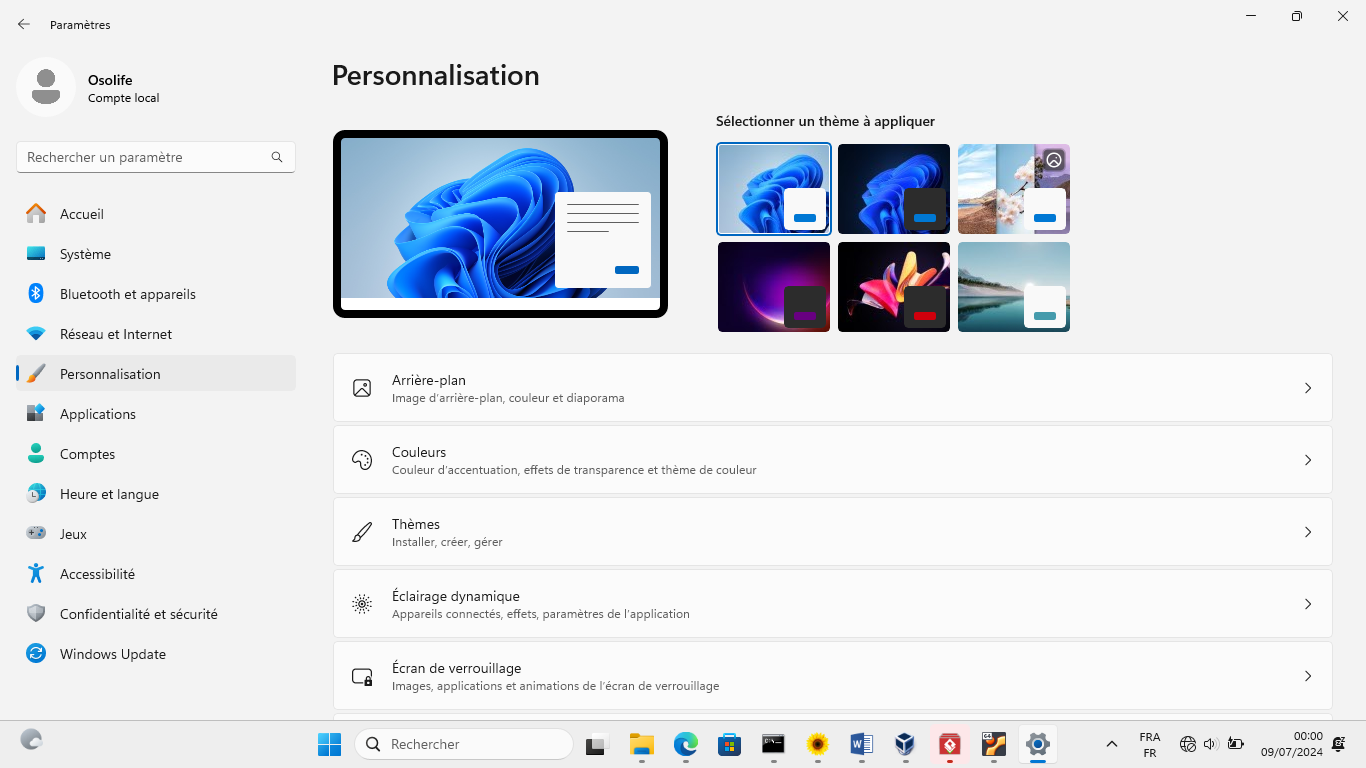 Paramètres
Osolife
Compte local
Rechercher un paramètre
Accueil
Système
Bluetooth et appareils
Réseau et Internet
Personnalisation
Applications
Comptes
Heure et langue
Jeux
Accessibilité
Confidentialité et sécurité
Windows Update
Personnalisation
Sélectionner un thème à appliquer
Arrière-plan
Image d'arrière-plan, couleur et diaporama
Couleurs
Couleur d'accentuation, effets de transparence et thème de couleur
Thèmes
Installer, créer, gérer
Éclairage dynamique
Appareils connectés, effets, paramètres de l'application
Écran de verrouillage
Images, applications et animations de l'écran de verrouillage
Rechercher
FRA
FR
00:00
09/07/2024